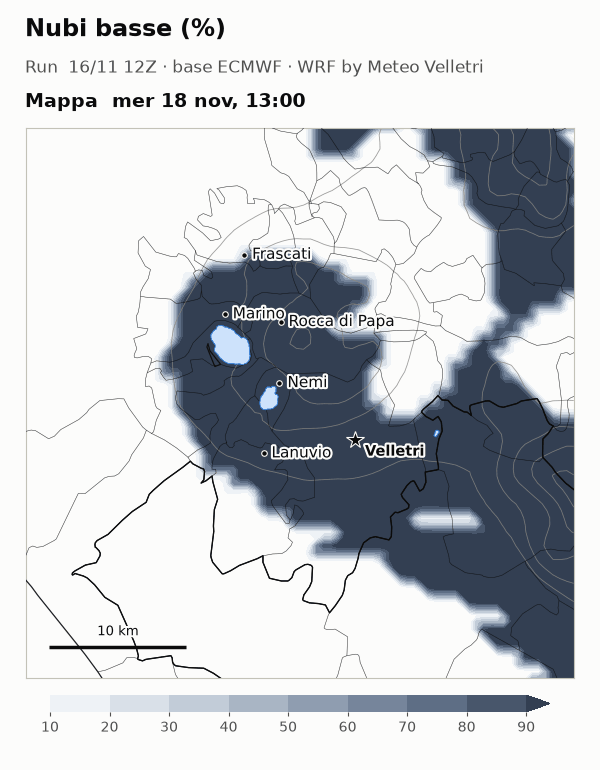 Nubi basse (%)
Run  16/11 12Z · base ECMWF · WRF by Meteo Velletri
Mappa  mer 18 nov, 13:00
Frascati
Marino
Rocca di Papa
Nemi
Velletri
Lanuvio
10 km
10 20 30 40 50 60 70 80 90